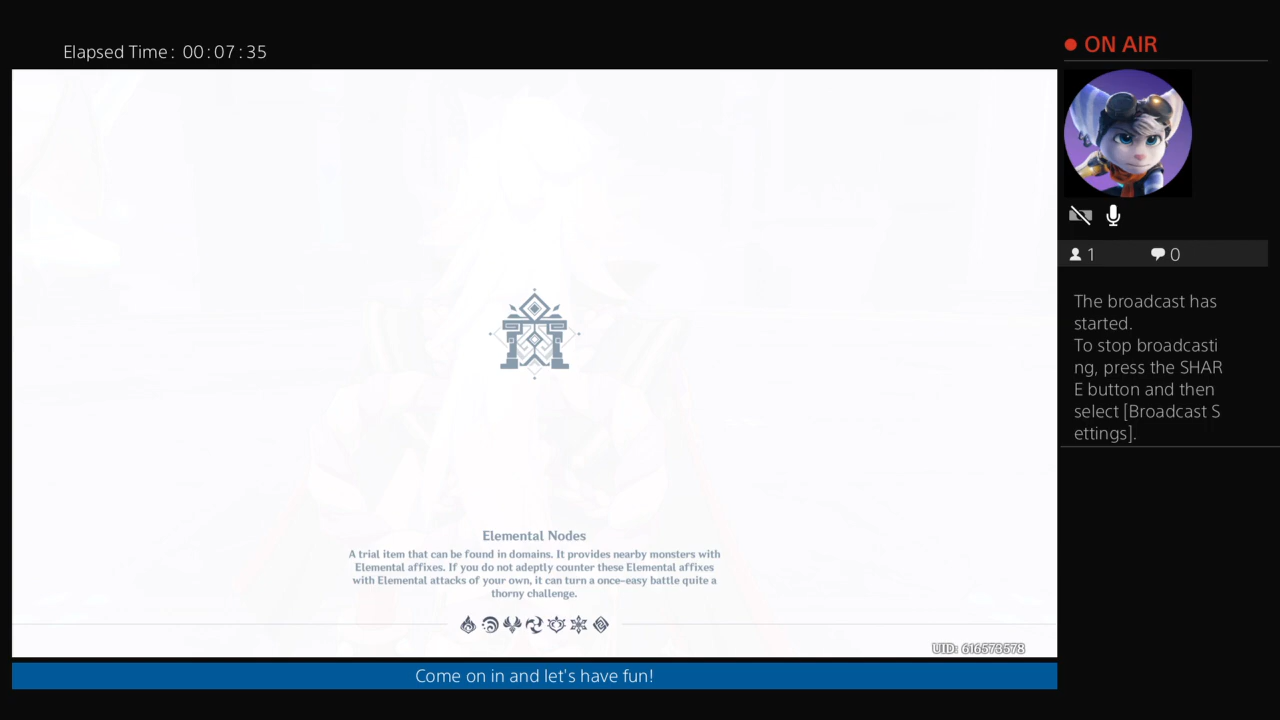 Elapsed Time: 00:07:35
ON AIR
1
0
The broadcast has
started.
To stop broadcasti
ng, press the SHAR
E button and then
select [Broadcast S
ettings].
Elemental Nodes
A trial item that can be found in domains. It provides nearby monsters with
Elemental affixes. If you do not adeptly counter these Elemental affixes
with Elemental attacks of your own, it can turn a once-easy battle quite a
thorny challenge.
UID: 616573578
Come on in and let's have fun!